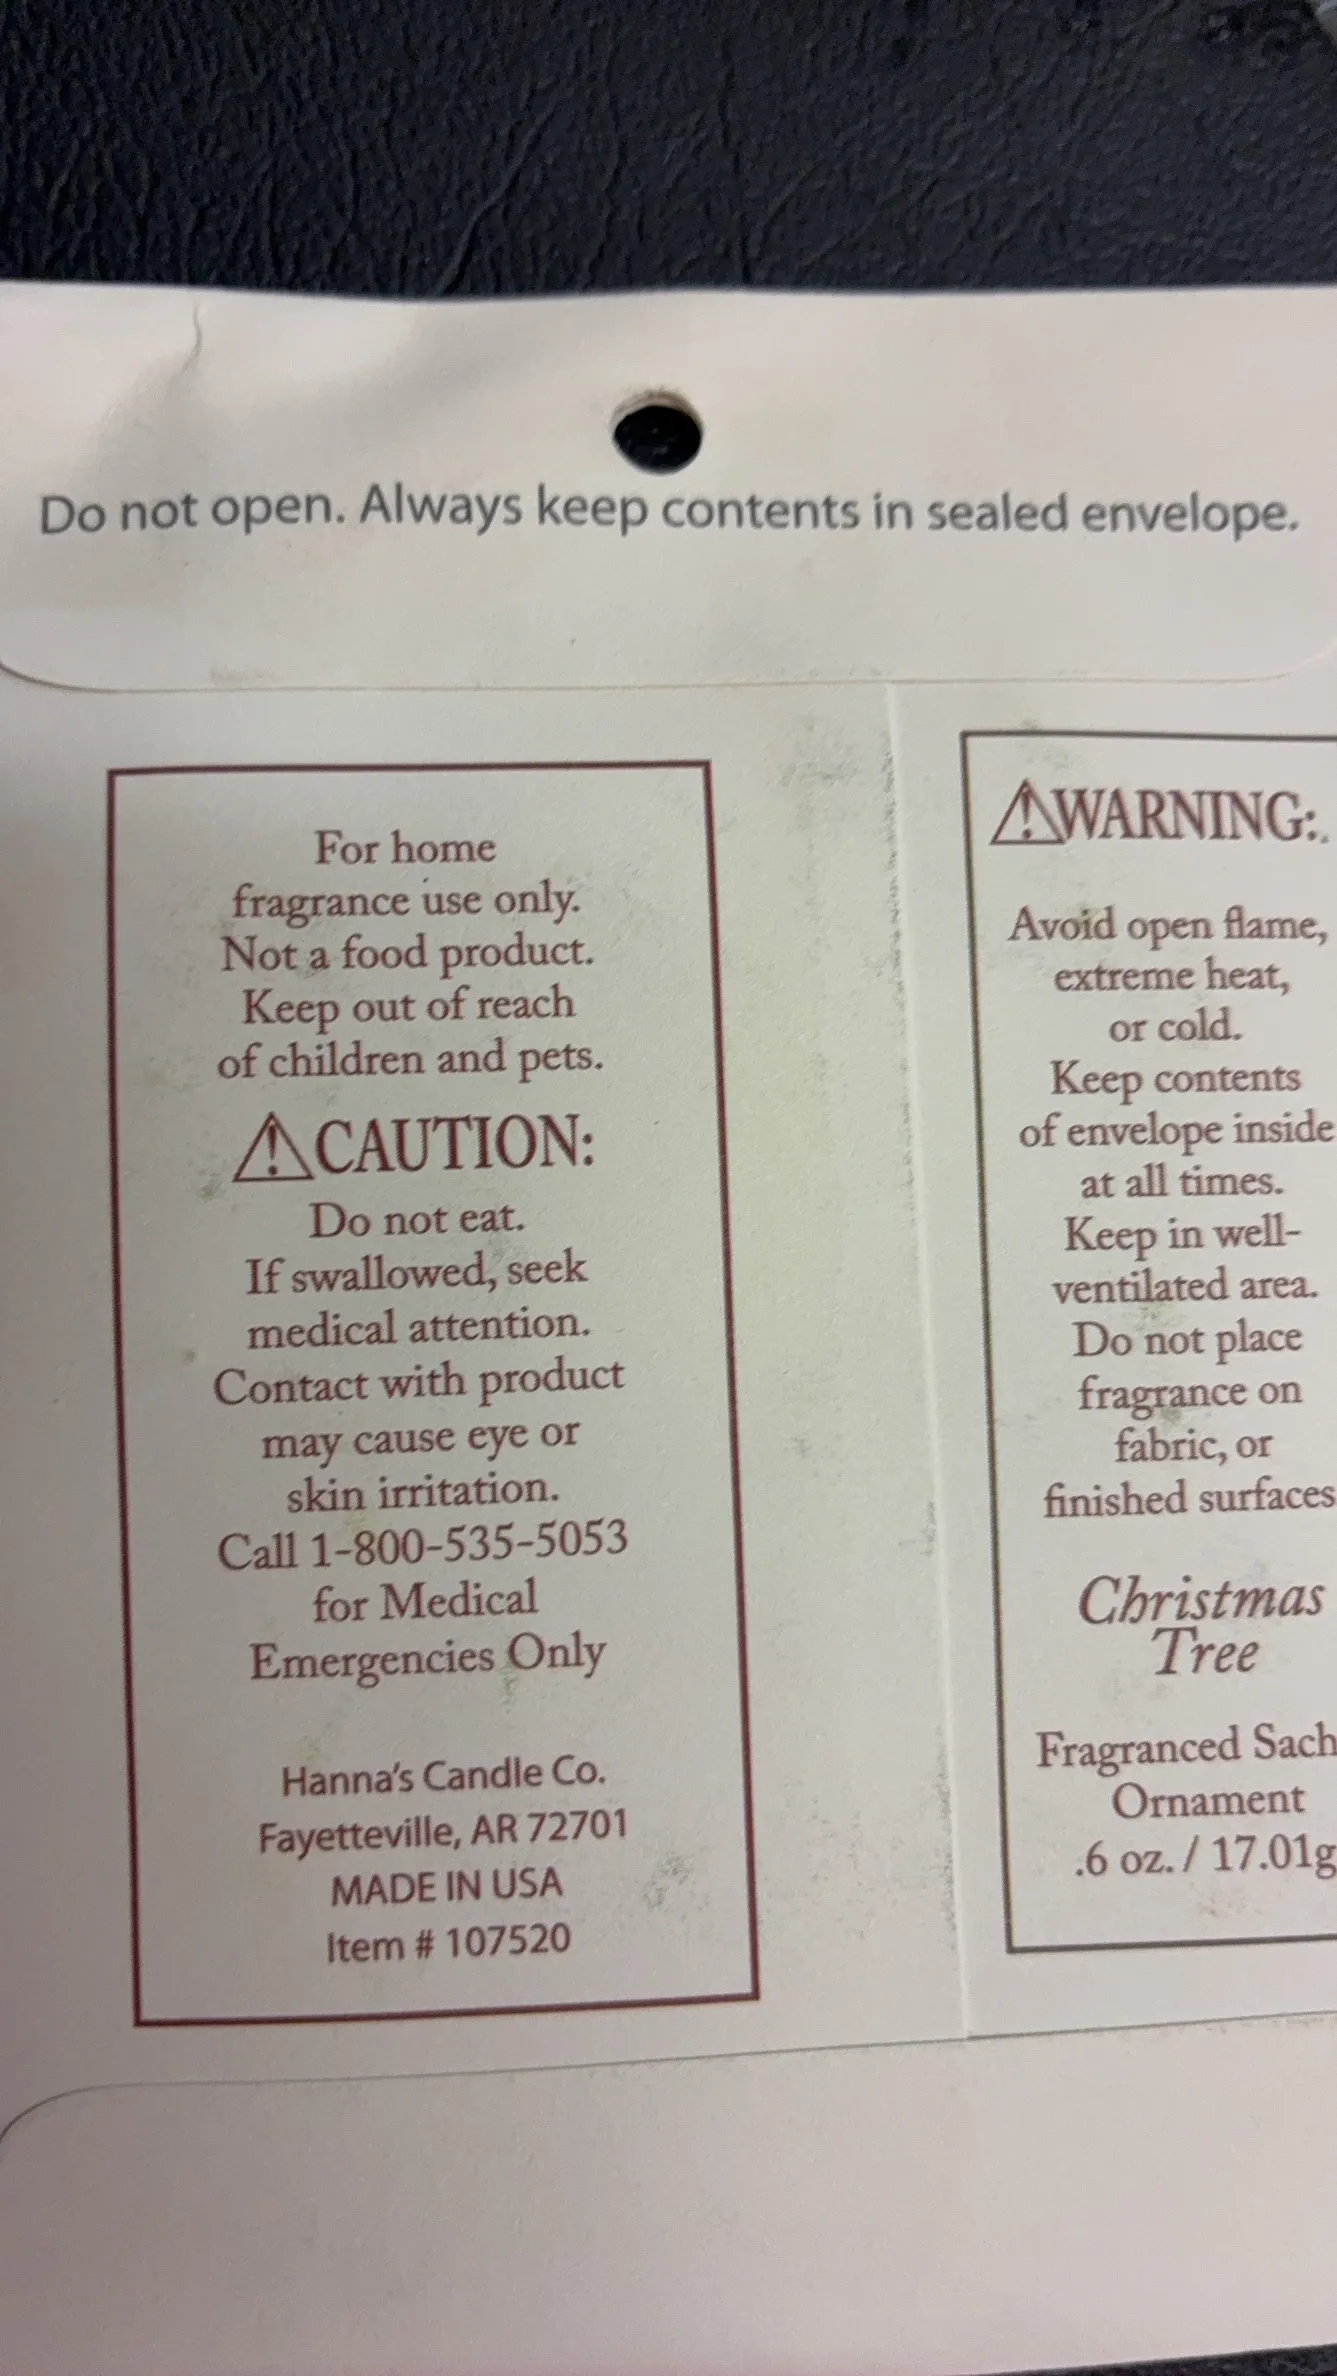 Do not open. Always keep contents in sealed envelope.
For home
fragrance use only.
Not a food product.
Keep out of reach
of children and pets.
⚠CAUTION:
Do not eat.
If swallowed, seek
medical attention.
Contact with product
may cause eye or
skin irritation.
Call 1-800-535-5053
for Medical
Emergencies Only
Hanna's Candle Co.
Fayetteville, AR 72701
MADE IN USA
Item # 107520
⚠WARNING:
Avoid open flame,
extreme heat,
or cold.
Keep contents
of envelope inside
at all times.
Keep in well-
ventilated area.
Do not place
fragrance on
fabric, or
finished surfaces
Christmas
Tree
Fragranced Sach
Ornament
.6 oz. / 17.01g